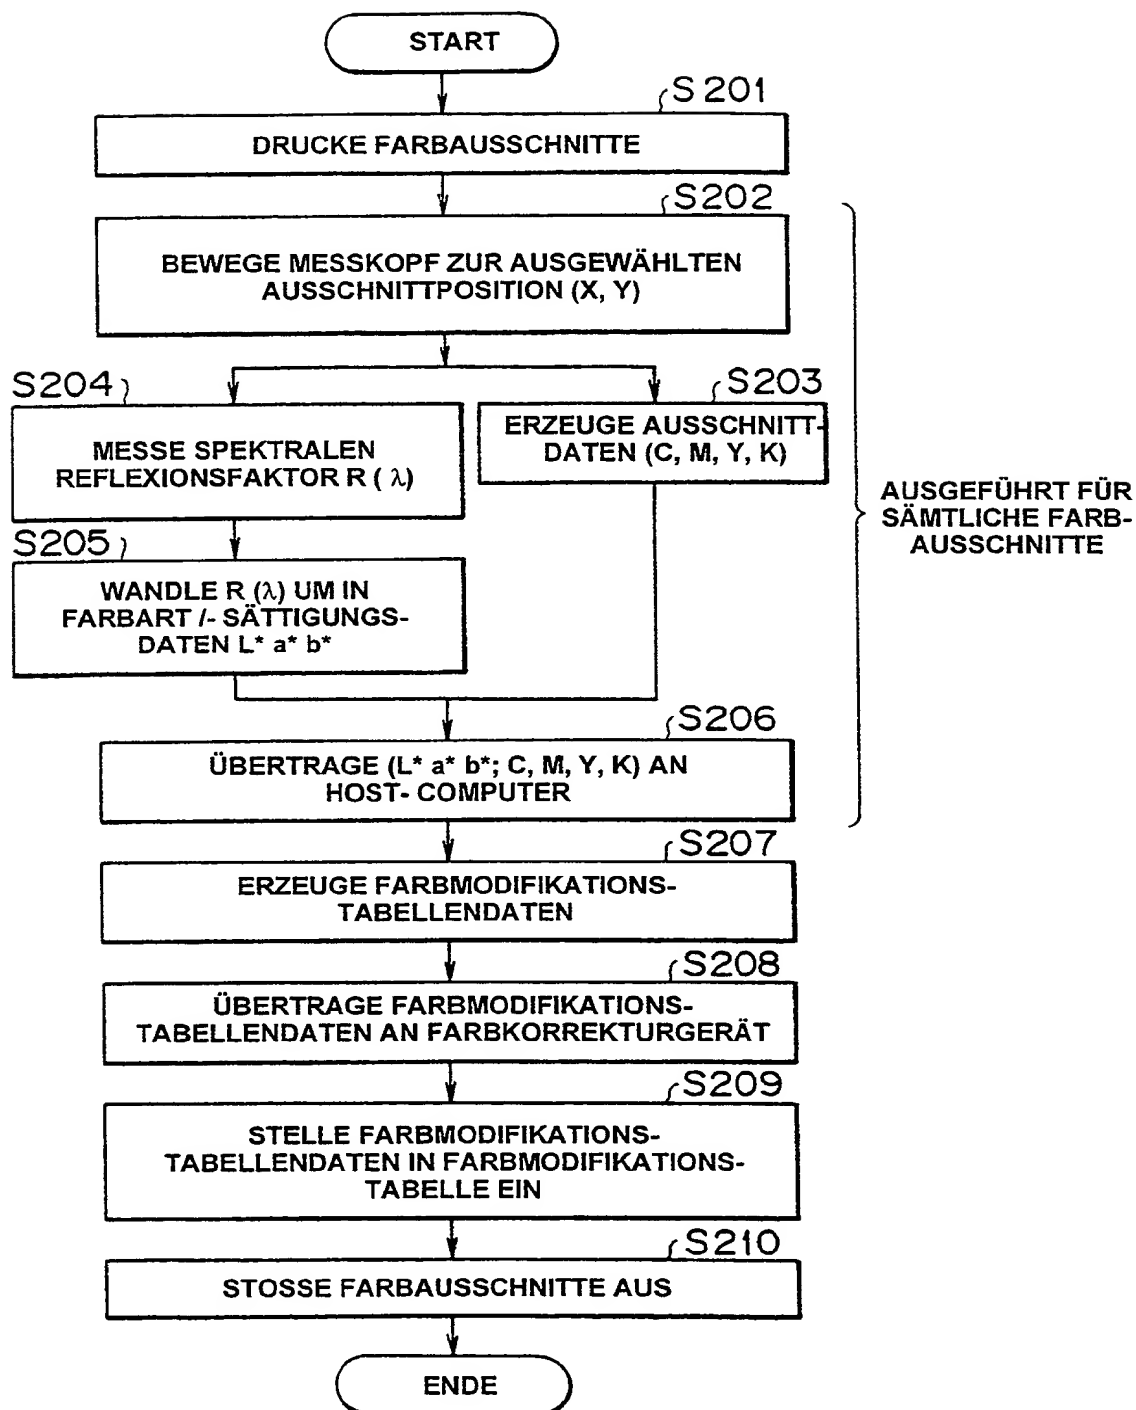 START
S201
DRUCKE FARBAUSSCHNITTE
S202
BEWEGE MESSKOPF ZUR AUSGEWÄHLTEN
AUSSCHNITTPOSITION (X, Y)
S204
MESSE SPEKTRALEN
REFLEXIONSFAKTOR R ( λ)
S203
ERZEUGE AUSSCHNITT-
DATEN (C, M, Y, K)
AUSGEFÜHRT FÜR
SÄMTLICHE FARB-
AUSSCHNITTE
S205
WANDLE R (λ) UM IN
FARBART /- SÄTTIGUNGS-
DATEN L* a* b*
S206
ÜBERTRAGE (L* a* b*; C, M, Y, K) AN
HOST- COMPUTER
S207
ERZEUGE FARBMODIFIKATIONS-
TABELLENDATEN
S208
ÜBERTRAGE FARBMODIFIKATIONS-
TABELLENDATEN AN FARBKORREKTURGERÄT
S209
STELLE FARBMODIFIKATIONS-
TABELLENDATEN IN FARBMODIFIKATIONS-
TABELLE EIN
S210
STOSSE FARBAUSSCHNITTE AUS
ENDE